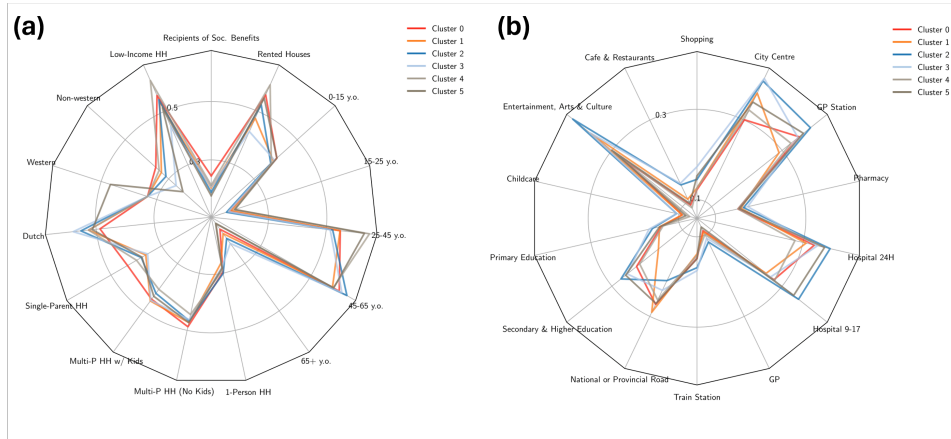 (a)
Recipients of Soc. Benefits
Low-Income HH
Rented Houses
Non-western
0-15 y.o.
Western
15-25 y.o.
Dutch
25-45 y.o.
Single-Parent HH
45-65 y.o.
Multi-P HH w/ Kids
65+ y.o.
Multi-P HH (No Kids)
1-Person HH
0.5
0.3
Cluster 0
Cluster 1
Cluster 2
Cluster 3
Cluster 4
Cluster 5
(b)
Shopping
Cafe & Restaurants
City Centre
Entertainment, Arts & Culture
GP Station
Childcare
Pharmacy
Primary Education
Hospital 24H
Secondary & Higher Education
Hospital 9-17
National or Provincial Road
GP
Train Station
0.3
0.1
Cluster 0
Cluster 1
Cluster 2
Cluster 3
Cluster 4
Cluster 5